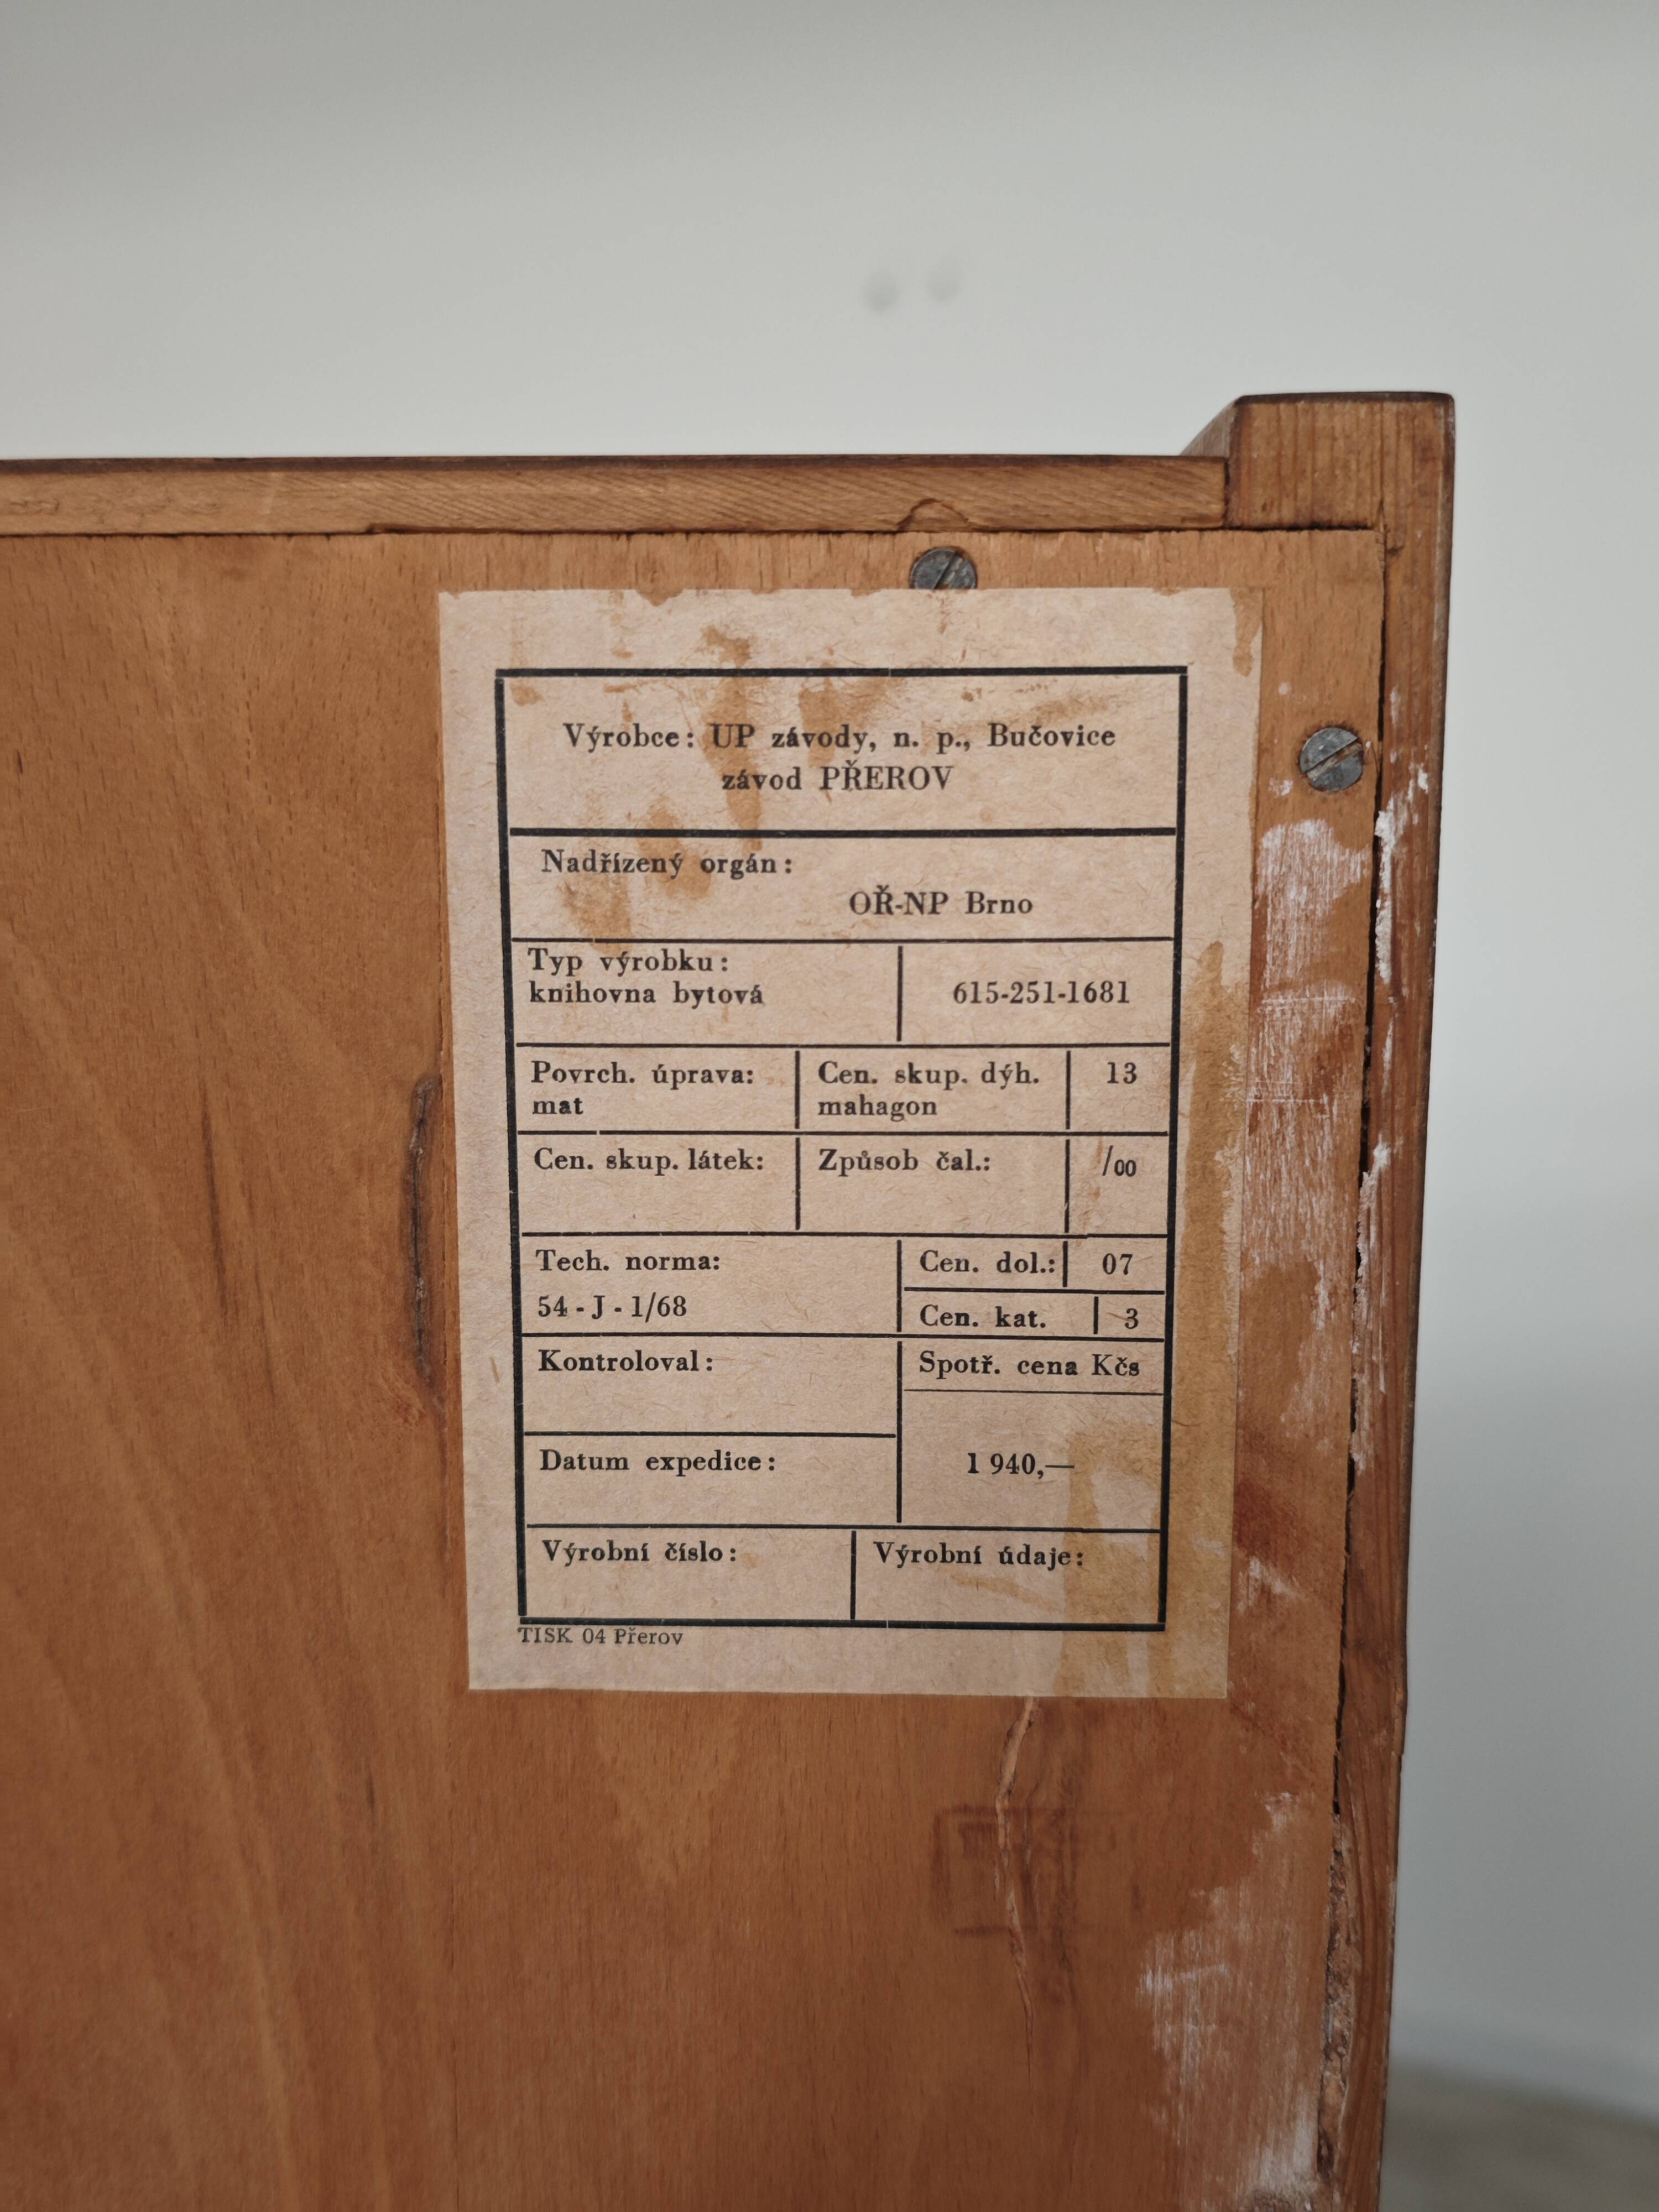 Výrobce: UP závody, n. p., Bučovice
závod PŘEROV
Nadřízený orgán:
OŘ-NP Brno
Typ výrobku:
knihovna bytová
615-251-1681
Povrch. úprava:
mat
Cen. skup. dýh.
mahagon
13
Cen. skup. látek:
Způsob čal.:
/00
Tech. norma:
54 - J - 1/68
Cen. dol.:
07
Cen. kat.
3
Kontroloval:
Spotř. cena Kčs
1 940,—
Datum expedice:
Výrobní číslo:
Výrobní údaje:
TISK 04 Přerov